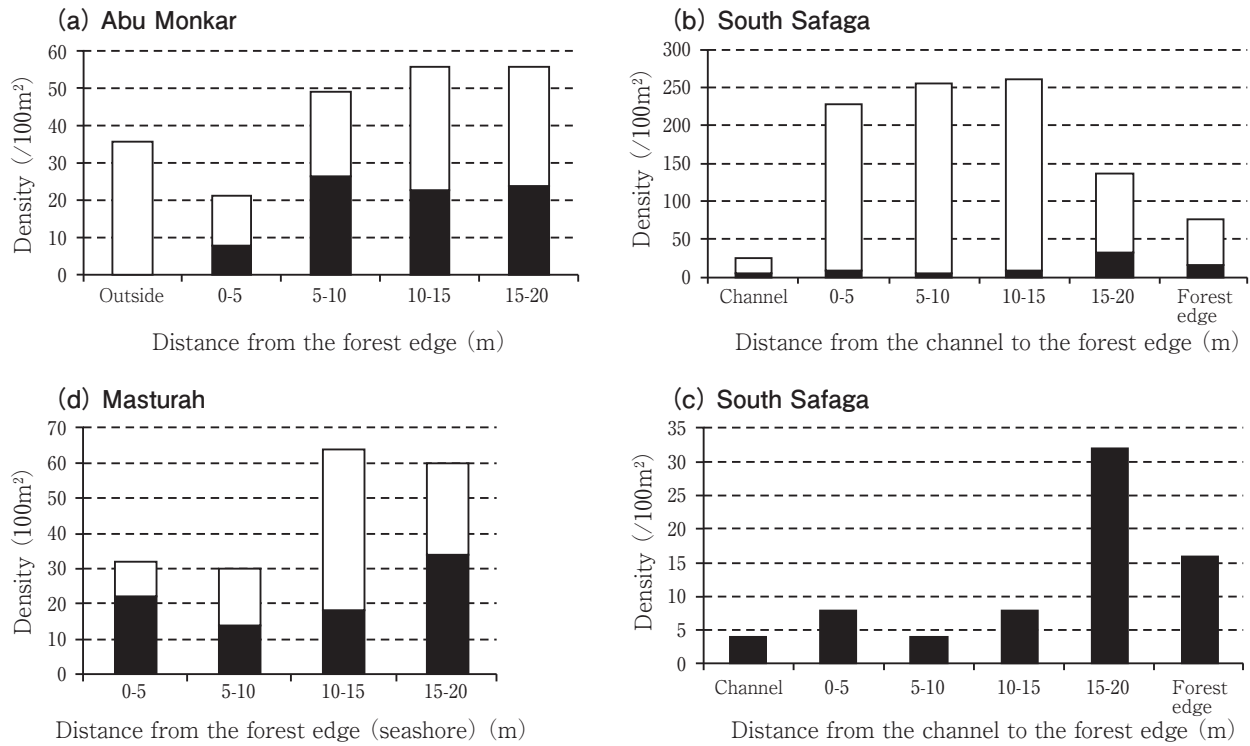 (a) Abu Monkar
Density (/100m²)
60
50
40
30
20
10
0
Outside 0-5 5-10 10-15 15-20
Distance from the forest edge (m)
(b) South Safaga
Density (/100m²)
300
250
200
150
100
50
0
Channel 0-5 5-10 10-15 15-20 Forest
edge
Distance from the channel to the forest edge (m)
(d) Masturah
Density (100m²)
70
60
50
40
30
20
10
0
0-5 5-10 10-15 15-20
Distance from the forest edge (seashore) (m)
(c) South Safaga
Density (/100m²)
35
30
25
20
15
10
5
0
Channel 0-5 5-10 10-15 15-20 Forest
edge
Distance from the channel to the forest edge (m)